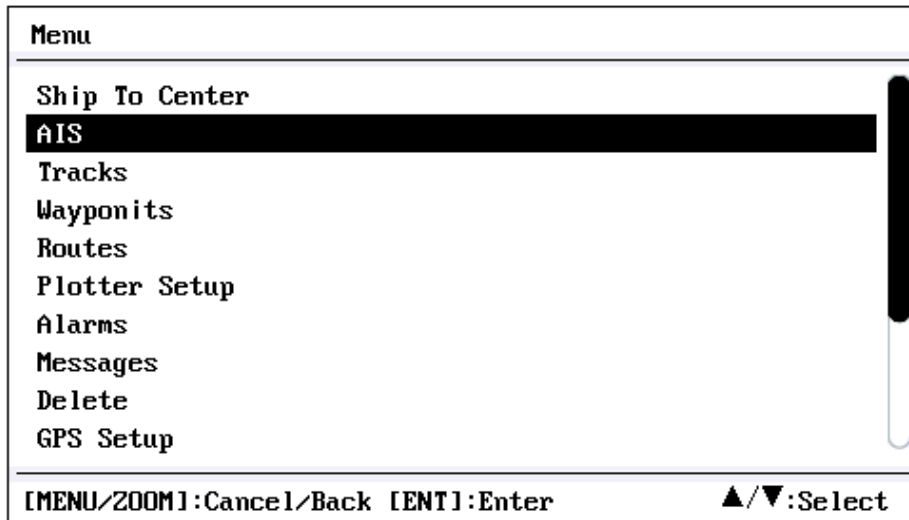 Menu
Ship To Center
AIS
Tracks
Wayponits
Routes
Plotter Setup
Alarms
Messages
Delete
GPS Setup
[MENU/ZOOM]:Cancel/Back [ENT]:Enter ▲/▼:Select